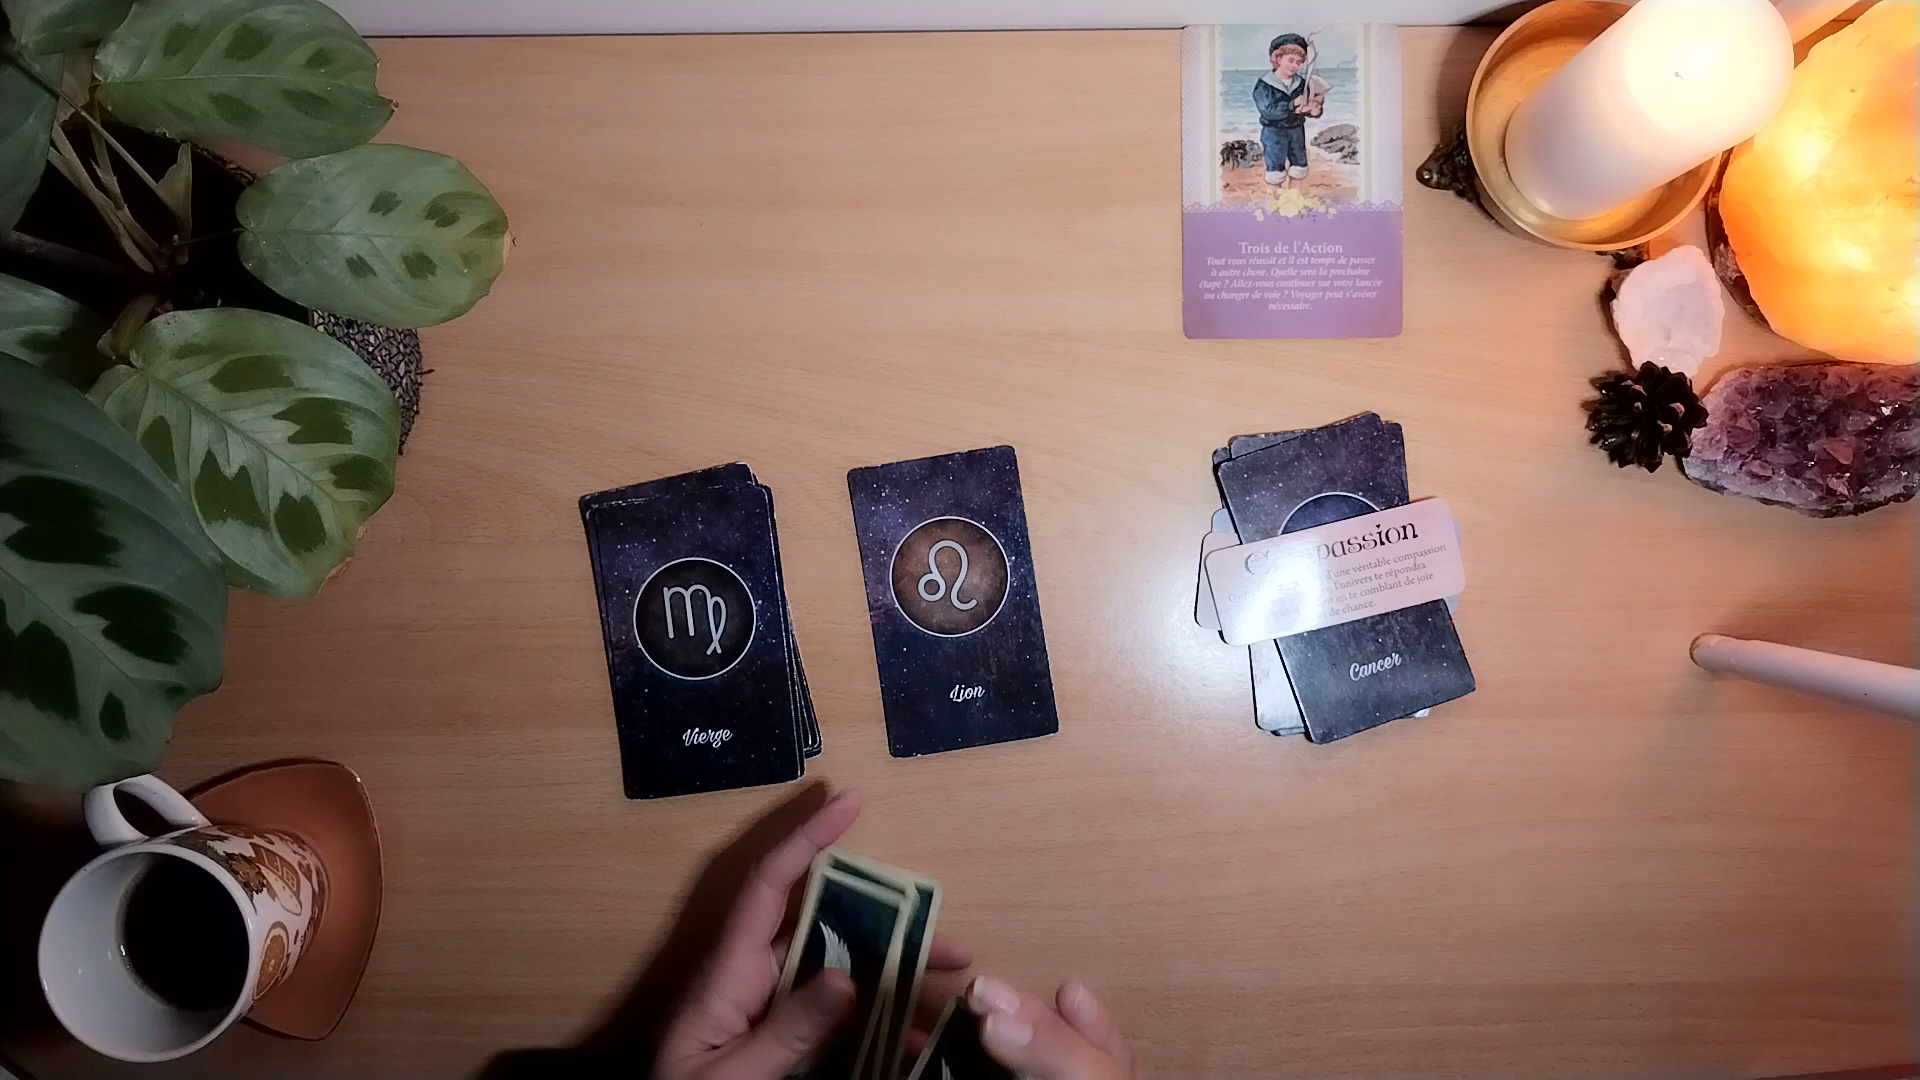 Trois de l'Action
Tout vous réussit et il est temps de passer
à autre chose. Quelle sera la prochaine
étape ? Allez-vous continuer sur votre lancée
ou changer de voie ? Voyager peut s'avérer
nécessaire.
passion
d'une véritable compassion
l'univers te répondra
en te comblant de joie
de chance.
Cancer
Lion
Vierge